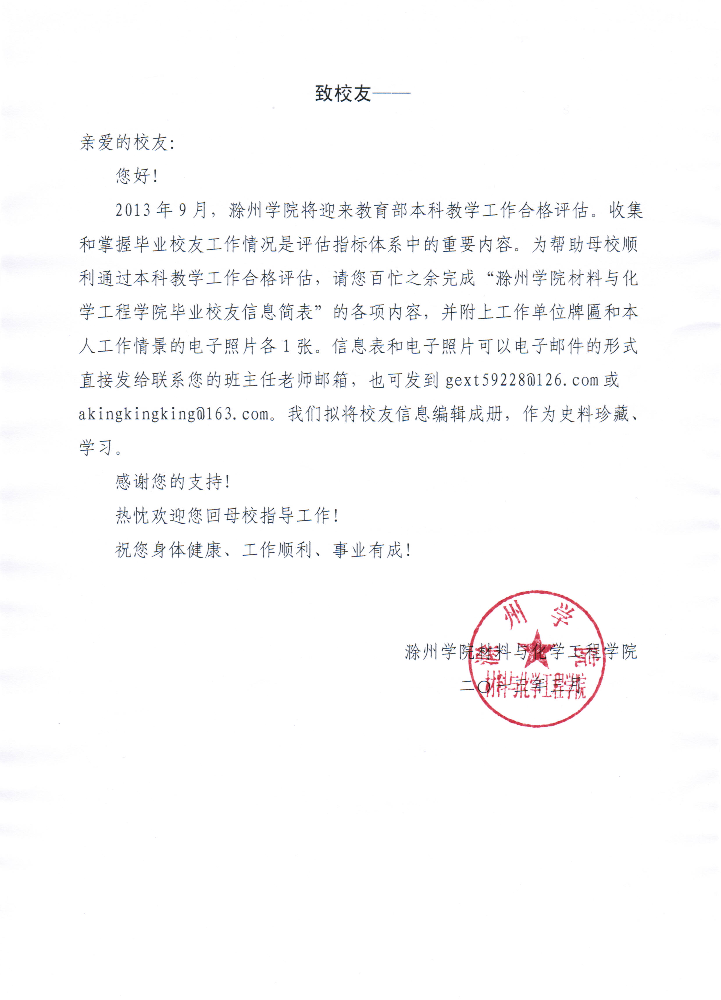 致校友——
亲爱的校友:
您好!
2013年9月，滁州学院将迎来教育部本科教学工作合格评估。收集
和掌握毕业校友工作情况是评估指标体系中的重要内容。为帮助母校顺
利通过本科教学工作合格评估，请您百忙之余完成“滁州学院材料与化
学工程学院毕业校友信息简表”的各项内容，并附上工作单位牌匾和本
人工作情景的电子照片各1张。信息表和电子照片可以电子邮件的形式
直接发给联系您的班主任老师邮箱，也可发到 gext59228@126.com或
akingkingking@163.com。我们拟将校友信息编辑成册，作为史料珍藏、
学习。
感谢您的支持!
热忱欢迎您回母校指导工作!
祝您身体健康、工作顺利、事业有成!
滁州学院材料与化学工程学院
二〇一三年三月
滁州学院
材料与化学工程学院